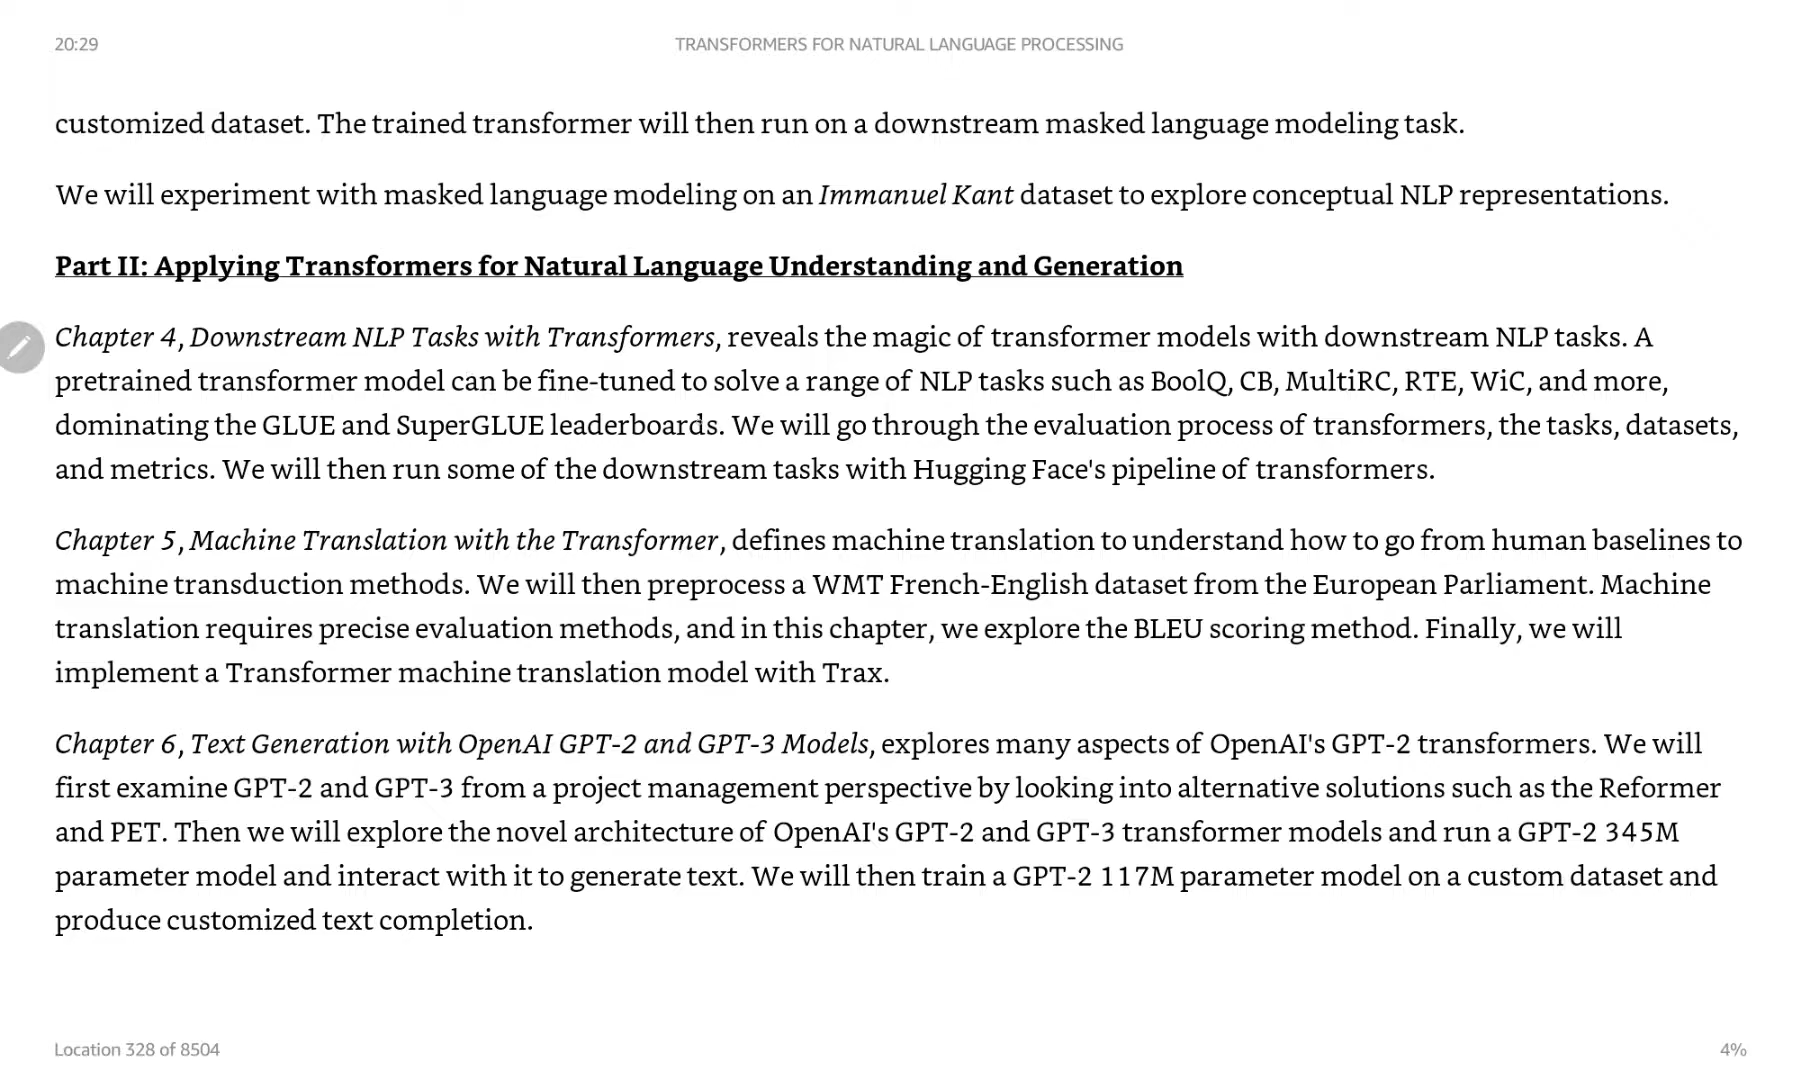 20:29
TRANSFORMERS FOR NATURAL LANGUAGE PROCESSING
customized dataset. The trained transformer will then run on a downstream masked language modeling task.
We will experiment with masked language modeling on an Immanuel Kant dataset to explore conceptual NLP representations.
Part II: Applying Transformers for Natural Language Understanding and Generation
Chapter 4, Downstream NLP Tasks with Transformers, reveals the magic of transformer models with downstream NLP tasks. A
pretrained transformer model can be fine-tuned to solve a range of NLP tasks such as BoolQ, CB, MultiRC, RTE, WiC, and more,
dominating the GLUE and SuperGLUE leaderboards. We will go through the evaluation process of transformers, the tasks, datasets,
and metrics. We will then run some of the downstream tasks with Hugging Face's pipeline of transformers.
Chapter 5, Machine Translation with the Transformer, defines machine translation to understand how to go from human baselines to
machine transduction methods. We will then preprocess a WMT French-English dataset from the European Parliament. Machine
translation requires precise evaluation methods, and in this chapter, we explore the BLEU scoring method. Finally, we will
implement a Transformer machine translation model with Trax.
Chapter 6, Text Generation with OpenAI GPT-2 and GPT-3 Models, explores many aspects of OpenAI's GPT-2 transformers. We will
first examine GPT-2 and GPT-3 from a project management perspective by looking into alternative solutions such as the Reformer
and PET. Then we will explore the novel architecture of OpenAI's GPT-2 and GPT-3 transformer models and run a GPT-2 345M
parameter model and interact with it to generate text. We will then train a GPT-2 117M parameter model on a custom dataset and
produce customized text completion.
Location 328 of 8504
4%